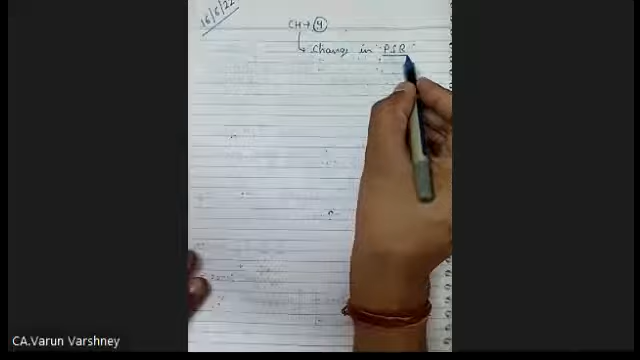 16/6/22
CH → 4
→ Change in "PSR"
CA.Varun Varshney